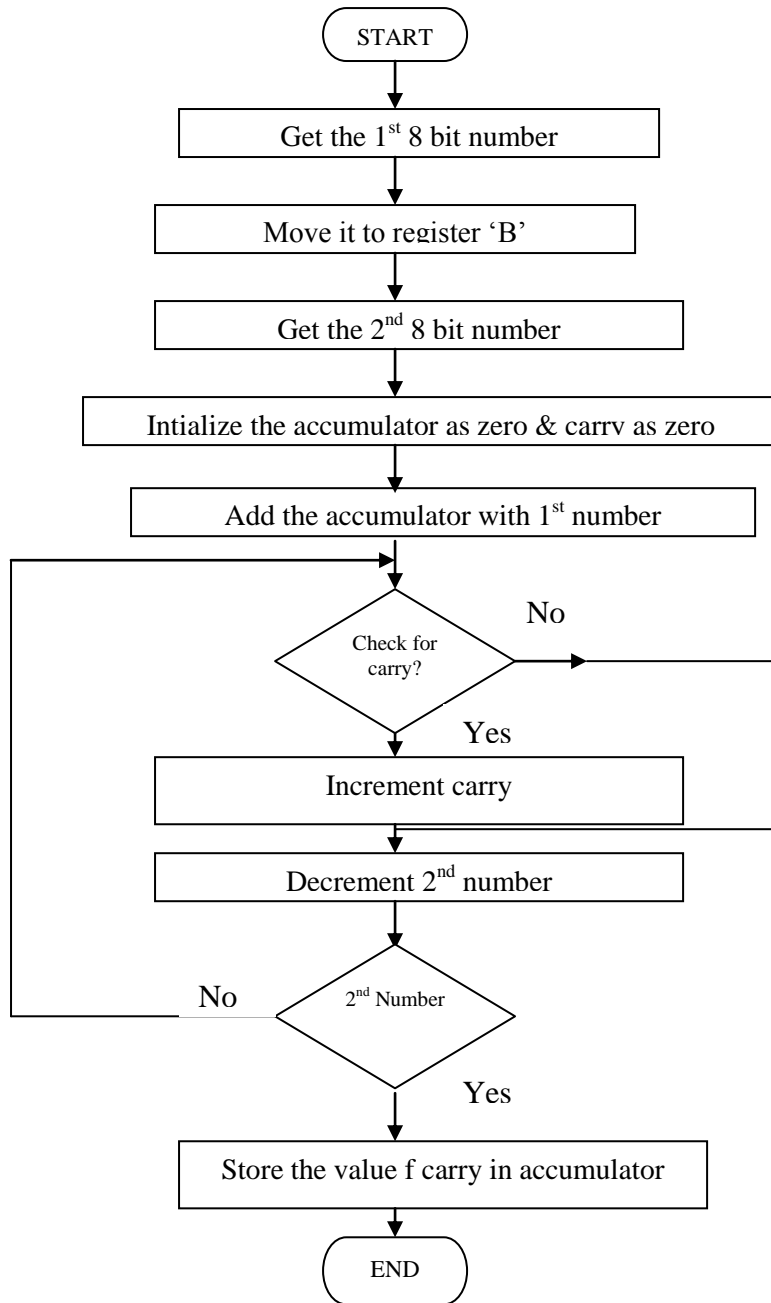 START
Get the 1st 8 bit number
Move it to register ‘B’
Get the 2nd 8 bit number
Intialize the accumulator as zero & carry as zero
Add the accumulator with 1st number
Check for
carry?
No
Yes
Increment carry
Decrement 2nd number
No
2nd Number
Yes
Store the value f carry in accumulator
END